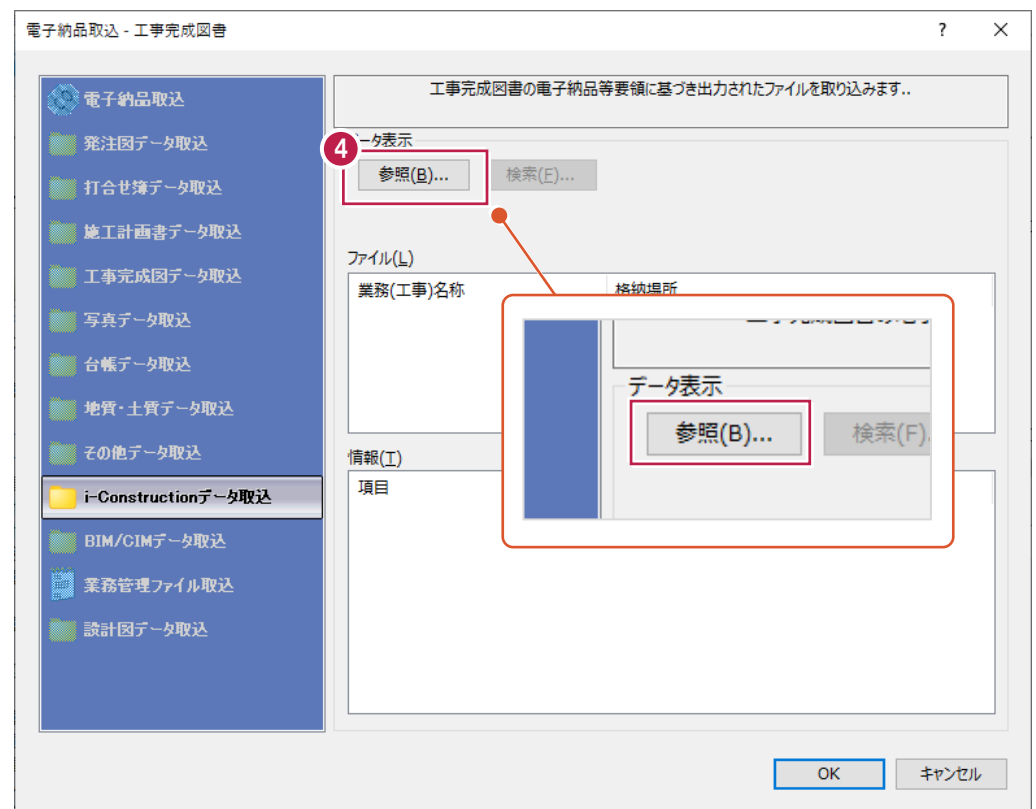 電子納品取込 - 工事完成図書
?
電子納品取込
発注図データ取込
打合せ簿データ取込
施工計画書データ取込
工事完成図データ取込
写真データ取込
台帳データ取込
地質・土質データ取込
その他データ取込
i-Constructionデータ取込
BIM/CIMデータ取込
業務管理ファイル取込
設計図データ取込
工事完成図書の電子納品等要領に基づき出力されたファイルを取り込みます..
4
ータ表示
参照(B)...
検索(F)...
ファイル(L)
業務(工事)名称
格納場所
情報(I)
項目
データ表示
参照(B)...
検索(F).
OK
キャンセル